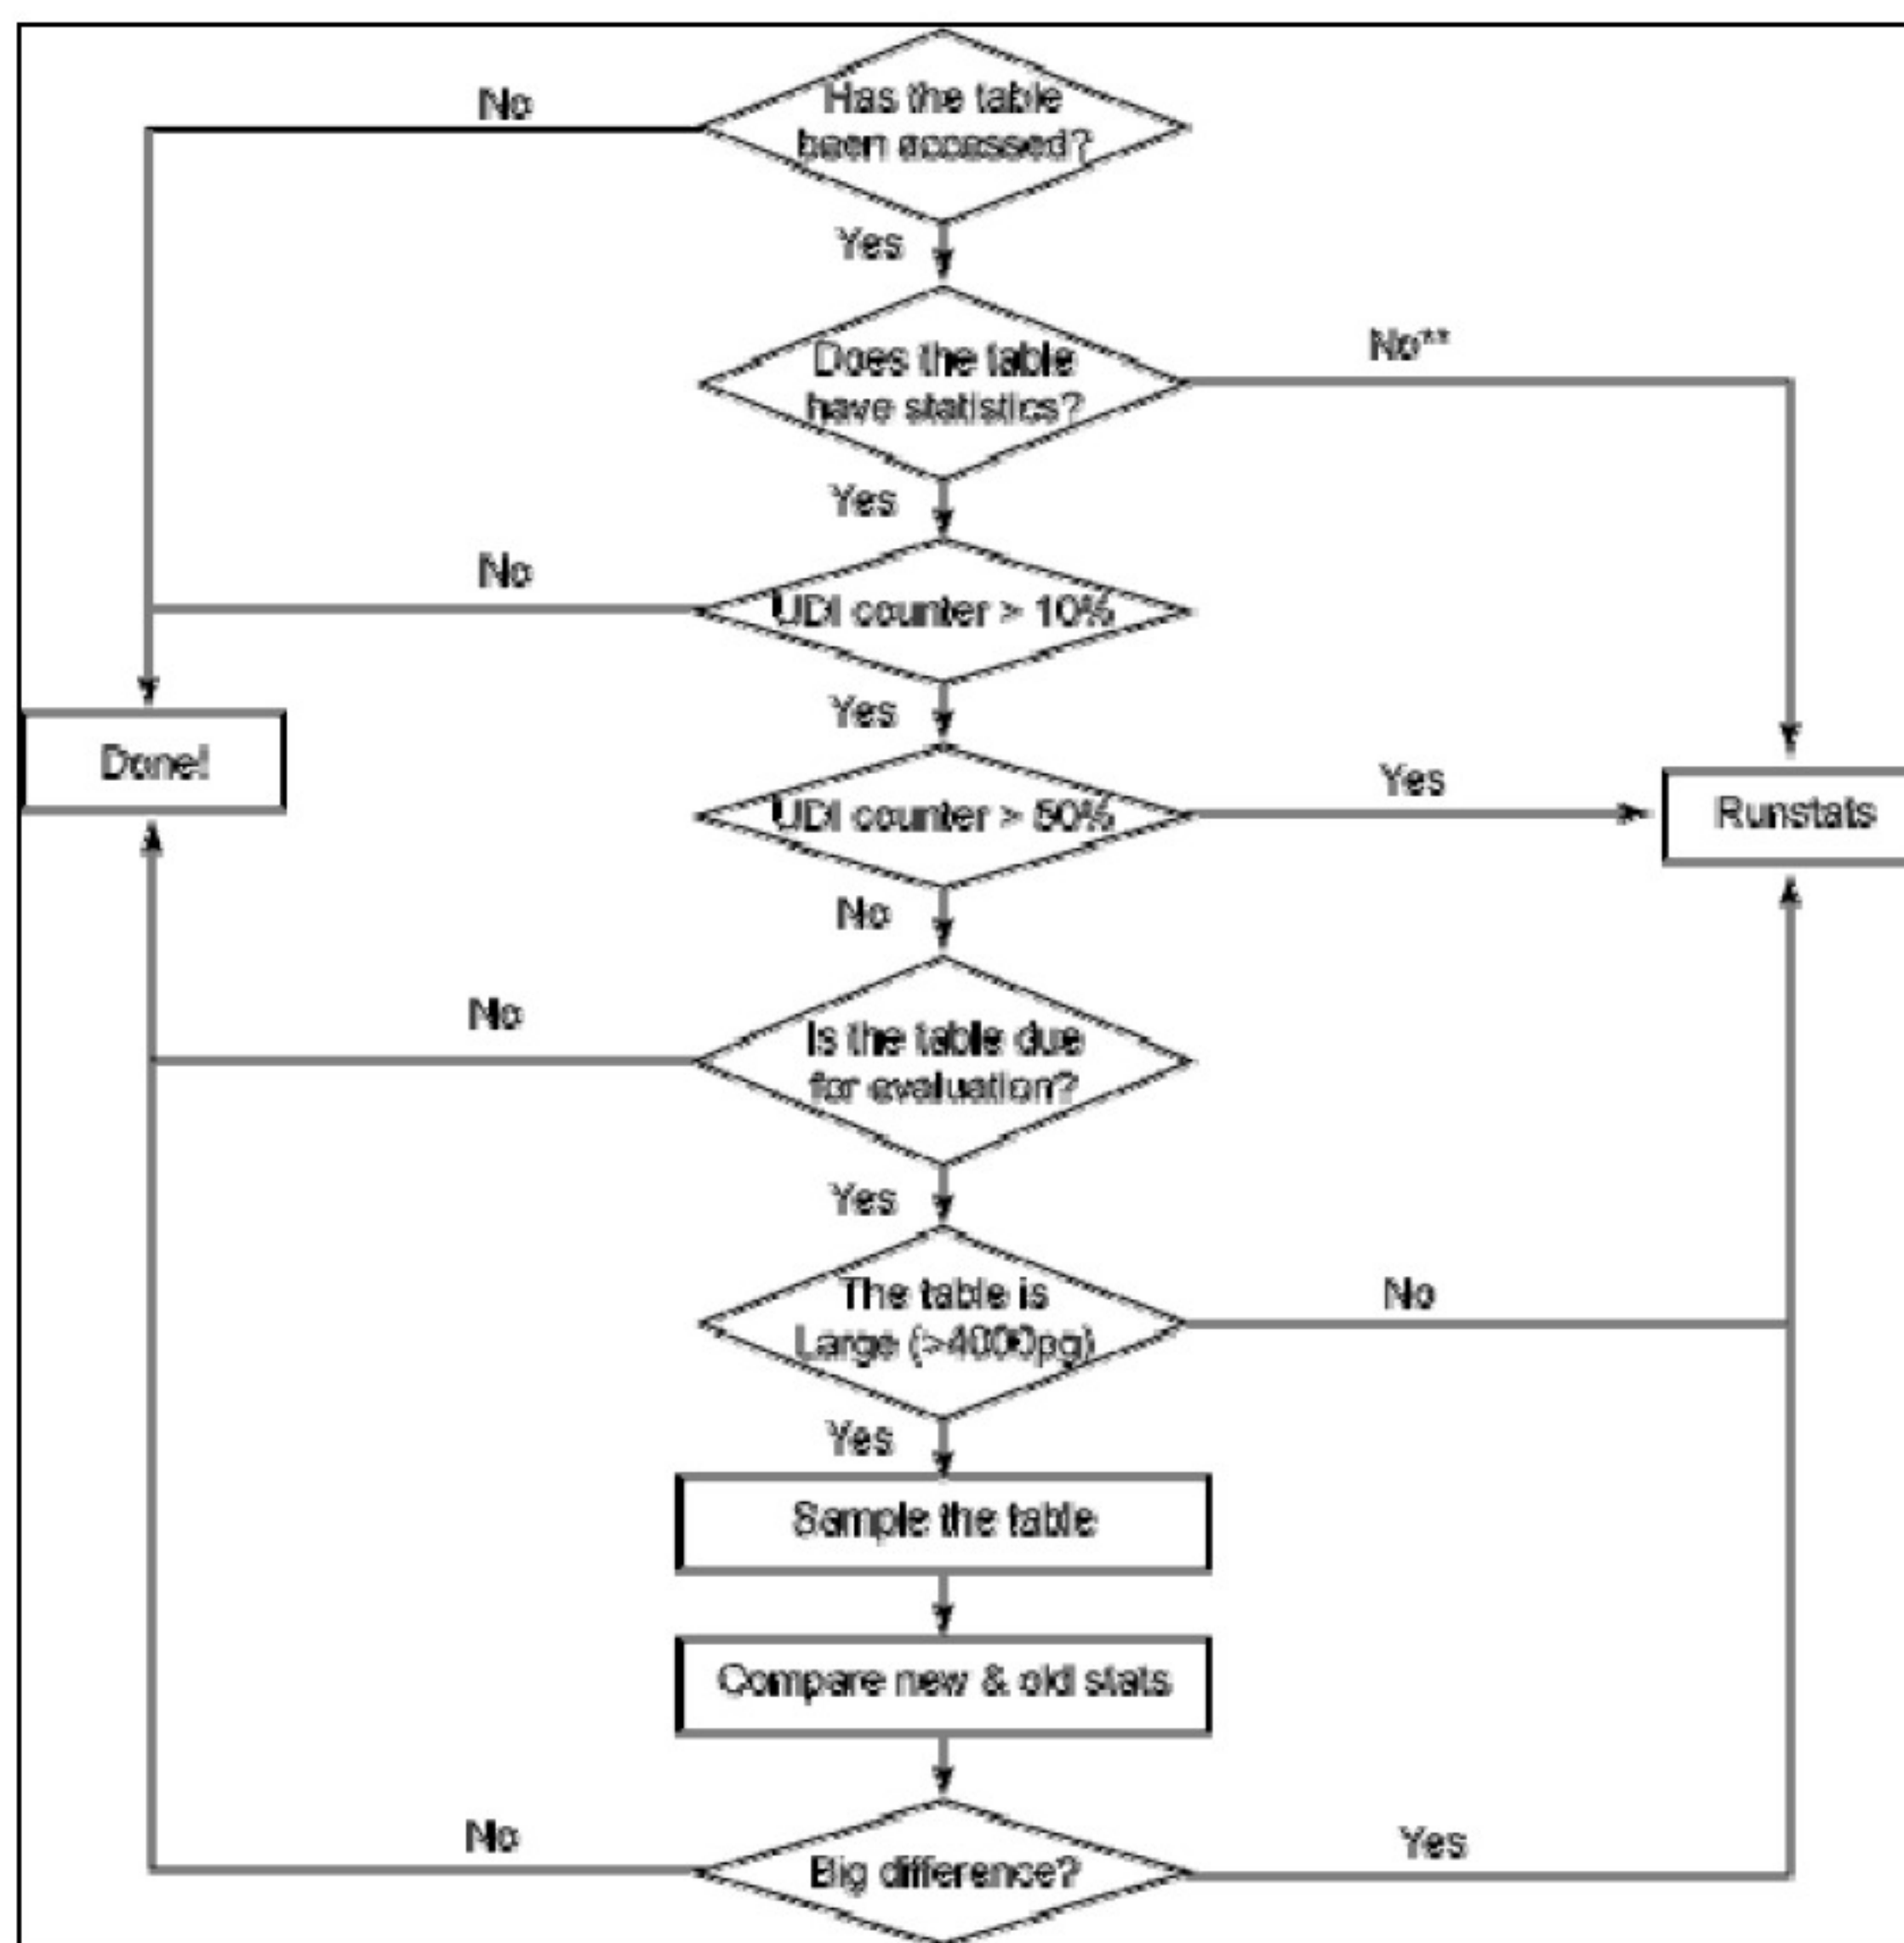 Has the table
been accessed?
No
Yes
Does the table
have statistics?
No**
Yes
UDI counter > 10%
No
Yes
Done!
UDI counter > 50%
Yes
Runstats
No
Is the table due
for evaluation?
No
Yes
The table is
Large (>4000pg)
No
Yes
Sample the table
Compare new & old stats
Big difference?
No
Yes